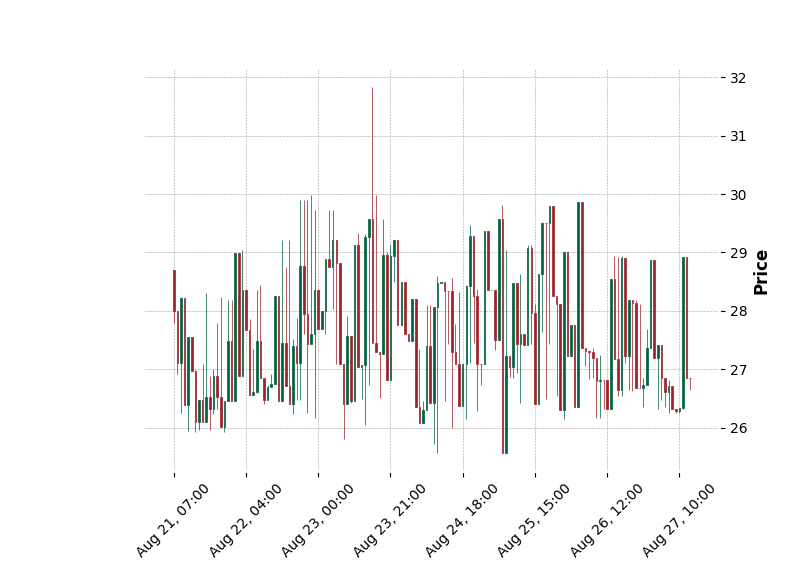 32
31
30
29
28
27
26
Price
Aug 21, 07:00
Aug 22, 04:00
Aug 23, 00:00
Aug 23, 21:00
Aug 24, 18:00
Aug 25, 15:00
Aug 26, 12:00
Aug 27, 10:00